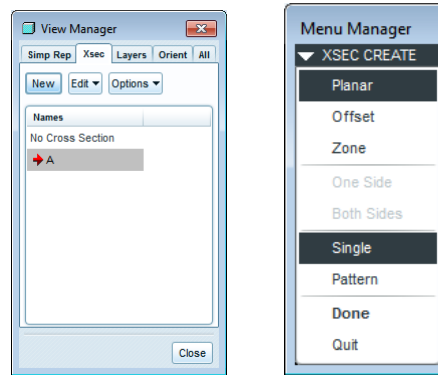 View Manager
Simp Rep Xsec Layers Orient All
New Edit Options
Names
No Cross Section
A
Close
Menu Manager
XSEC CREATE
Planar
Offset
Zone
One Side
Both Sides
Single
Pattern
Done
Quit